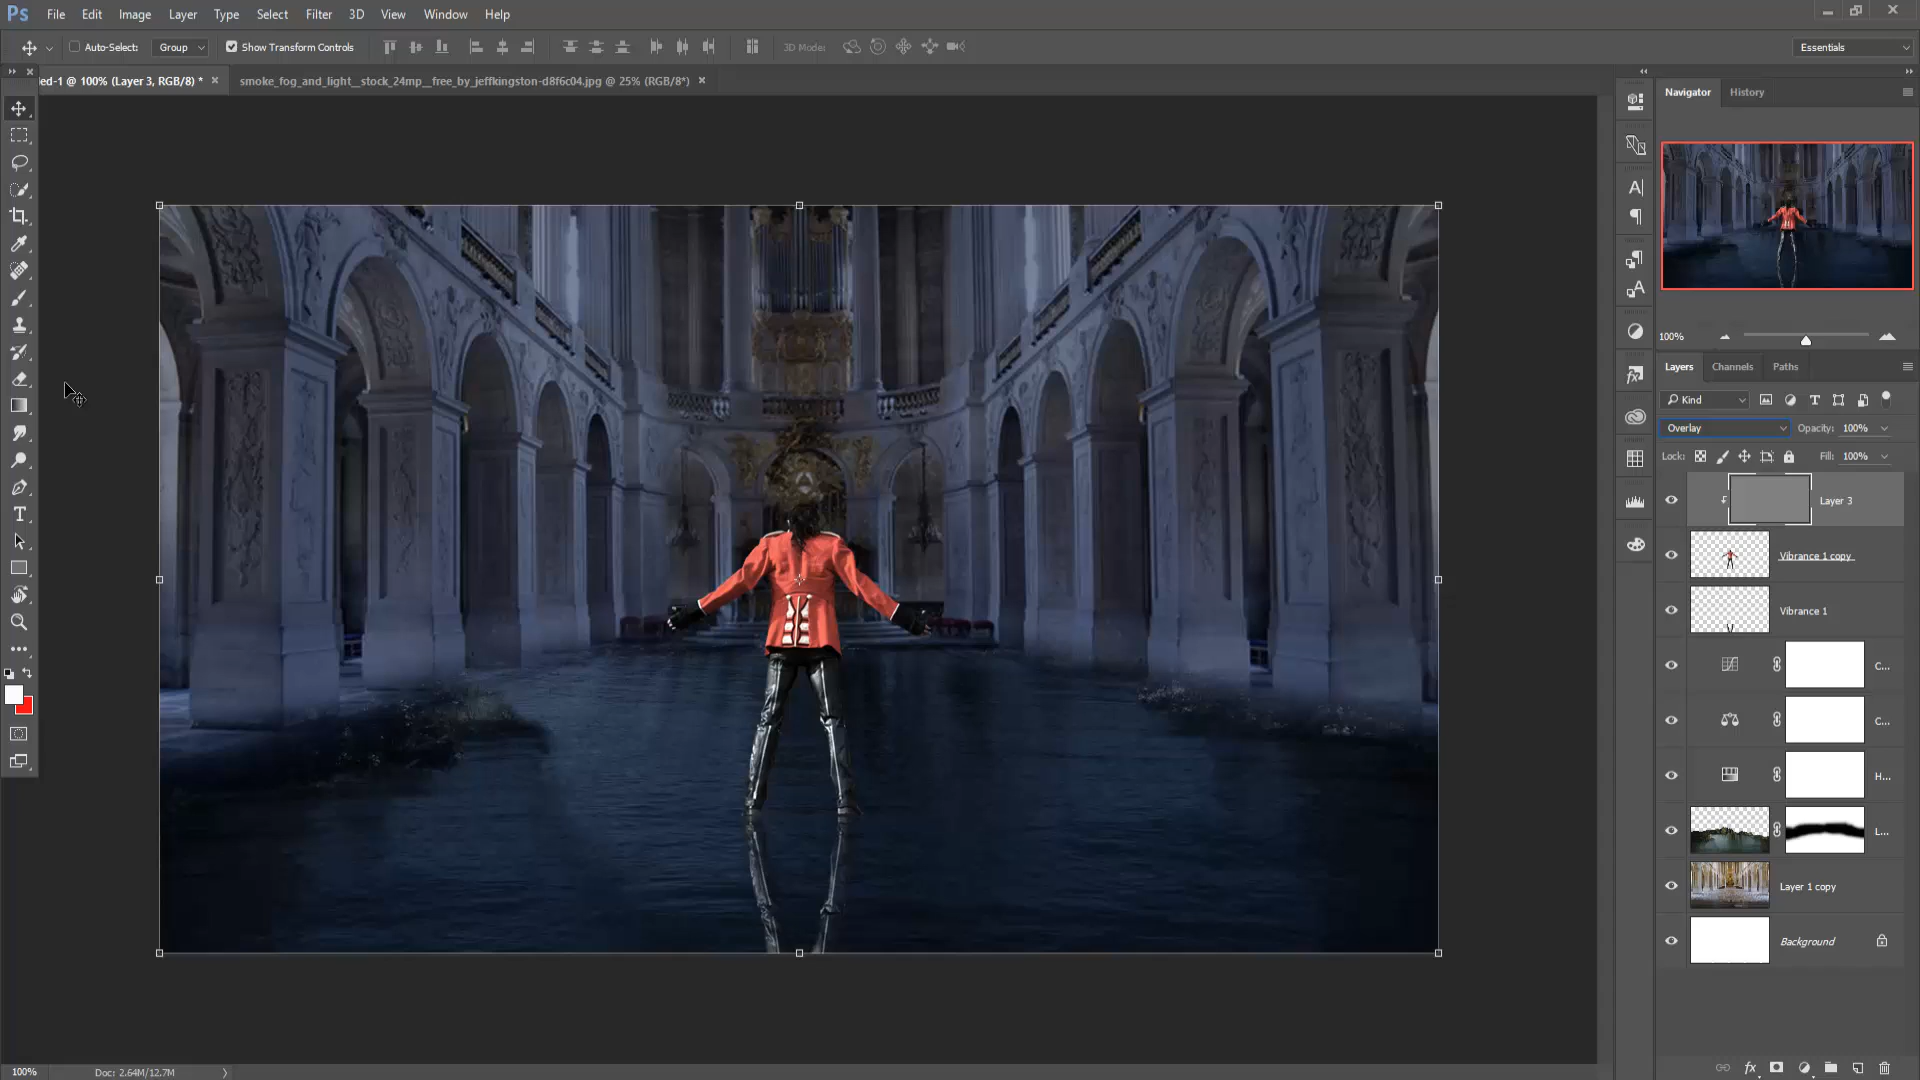 Ps File Edit Image Layer Type Select Filter 3D View Window Help
Auto-Select: Group Show Transform Controls 3D Mode: Essentials
ed-1 @ 100% (Layer 3, RGB/8) * smoke_fog_and_light__stock_24mp__free_by_jeffkingston-d8f6c04.jpg @ 25% (RGB/8*)
Navigator History
100%
Layers Channels Paths
Kind
Overlay Opacity: 100%
Lock: Fill: 100%
Layer 3
Vibrance 1 copy
Vibrance 1
C...
C...
H...
L...
Layer 1 copy
Background
100% Doc: 2.64M/12.7M